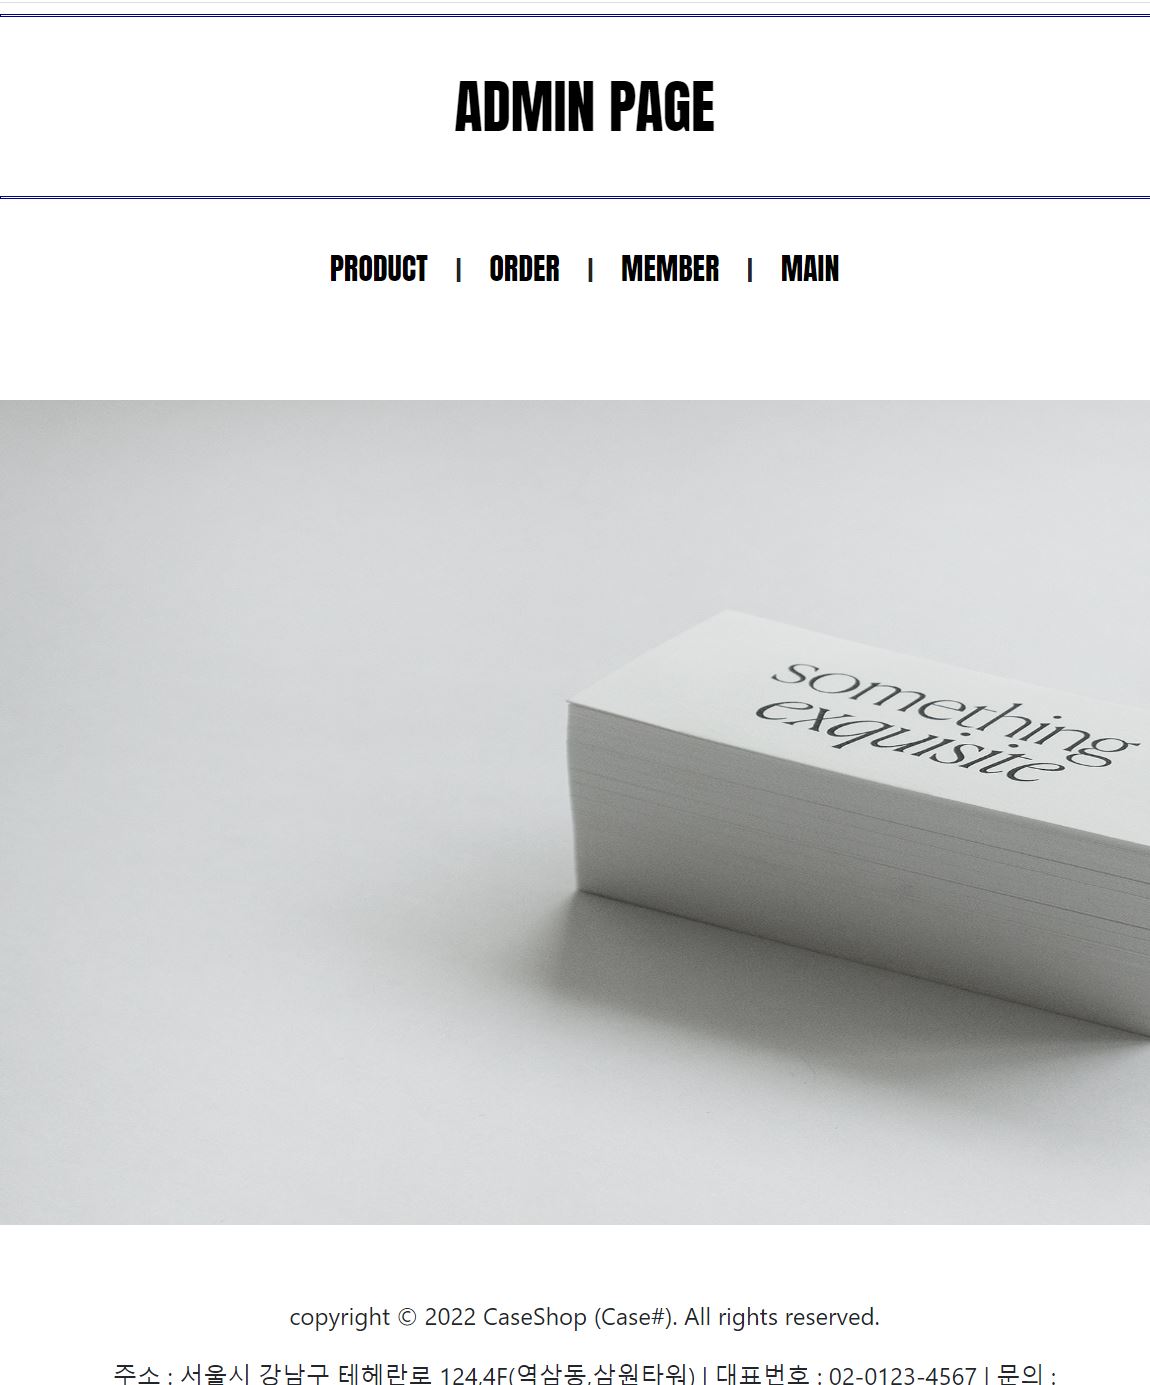 ADMIN PAGE
PRODUCT | ORDER | MEMBER | MAIN
something
exquisite
copyright © 2022 CaseShop (Case#). All rights reserved.
주소 : 서울시 강남구 테헤란로 124,4F(역삼동,삼원타워) | 대표번호 : 02-0123-4567 | 문의 :